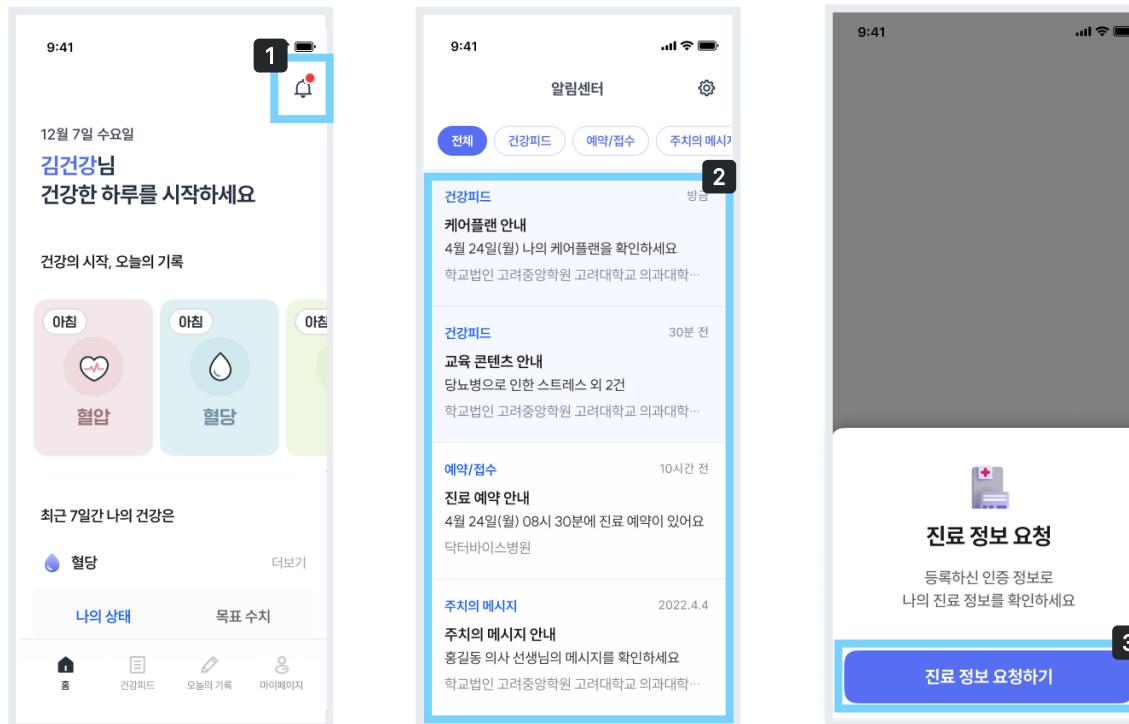 9:41
1
12월 7일 수요일
김건강님
건강한 하루를 시작하세요
건강의 시작, 오늘의 기록
아침
혈압
아침
혈당
아침
최근 7일간 나의 건강은
혈당
더보기
나의 상태
목표 수치
홈
건강피드
오늘의 기록
마이페이지
9:41
알림센터
전체
건강피드
예약/접수
주치의 메시지
2
건강피드
방금
케어플랜 안내
4월 24일(월) 나의 케어플랜을 확인하세요
학교법인 고려중앙학원 고려대학교 의과대학…
건강피드
30분 전
교육 콘텐츠 안내
당뇨병으로 인한 스트레스 외 2건
학교법인 고려중앙학원 고려대학교 의과대학…
예약/접수
10시간 전
진료 예약 안내
4월 24일(월) 08시 30분에 진료 예약이 있어요
닥터바이스병원
주치의 메시지
2022.4.4
주치의 메시지 안내
홍길동 의사 선생님의 메시지를 확인하세요
학교법인 고려중앙학원 고려대학교 의과대학…
9:41
진료 정보 요청
등록하신 인증 정보로
나의 진료 정보를 확인하세요
3
진료 정보 요청하기